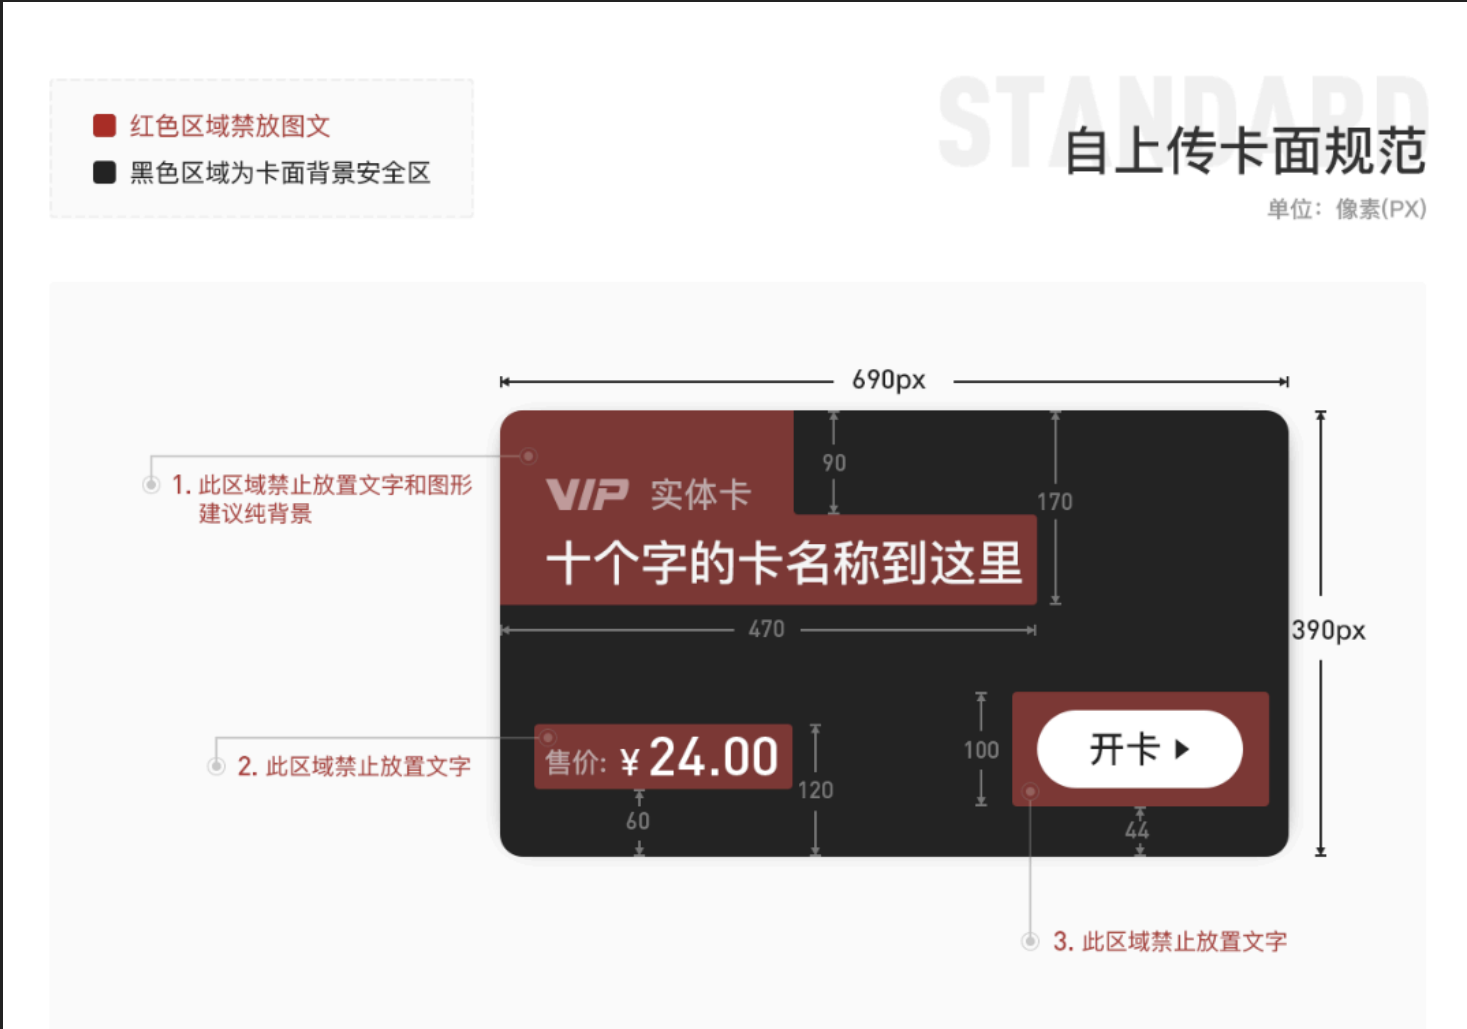 红色区域禁放图文
黑色区域为卡面背景安全区
STANDARD
自上传卡面规范
单位：像素(PX)
690px
1. 此区域禁止放置文字和图形
建议纯背景
VIP 实体卡
90
170
十个字的卡名称到这里
470
390px
2. 此区域禁止放置文字
售价: ¥24.00
120
60
100
开卡
44
3. 此区域禁止放置文字